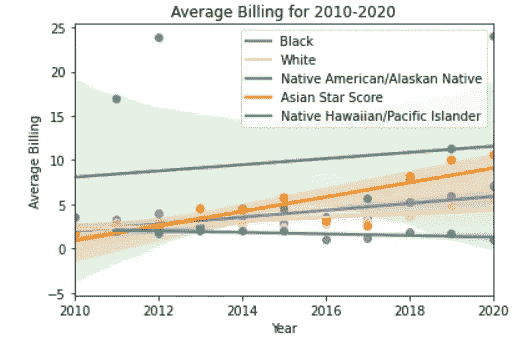 Average Billing for 2010-2020
25
20
15
10
5
0
−5
Average Billing
Black
White
Native American/Alaskan Native
Asian Star Score
Native Hawaiian/Pacific Islander
2010
2012
2014
2016
2018
2020
Year